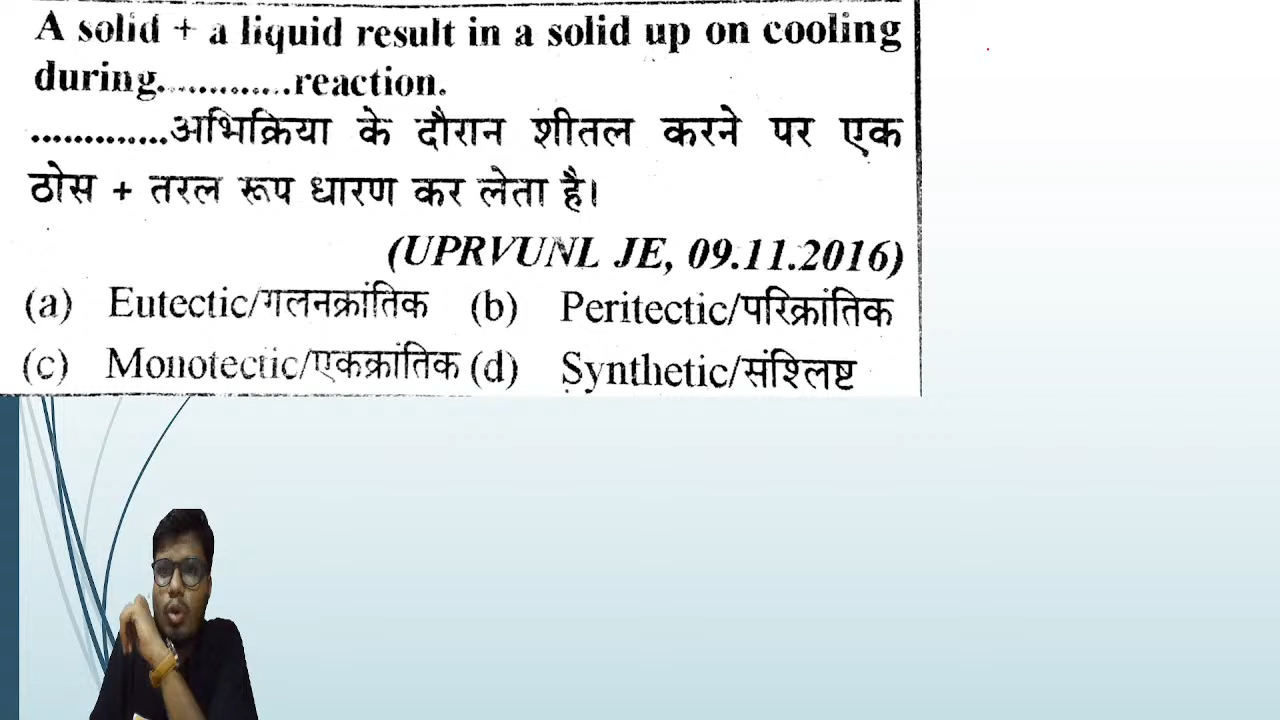 A solid + a liquid result in a solid up on cooling
during.............reaction.
..............अभिक्रिया के दौरान शीतल करने पर एक
ठोस + तरल रूप धारण कर लेता है।
(UPRVUNL JE, 09.11.2016)
(a) Eutectic/गलनक्रांतिक (b) Peritectic/परिक्रांतिक
(c) Monotectic/एकक्रांतिक (d) Synthetic/संश्लिष्ट